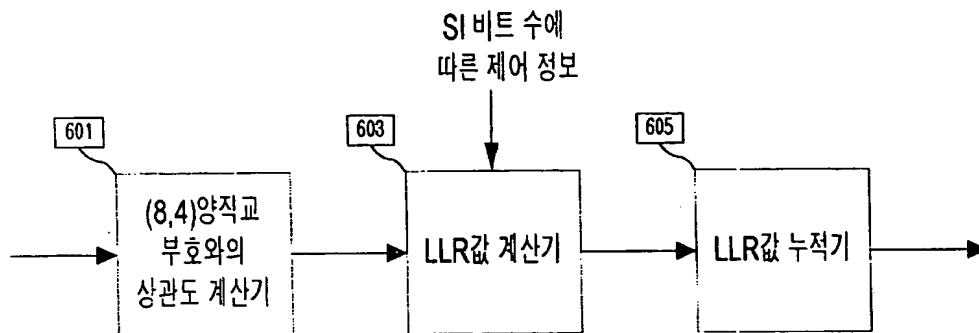 SI 비트 수에
따른 제어 정보
601
603
605
(8,4)양직교
부호와의
상관도 계산기
LLR값 계산기
LLR값 누적기